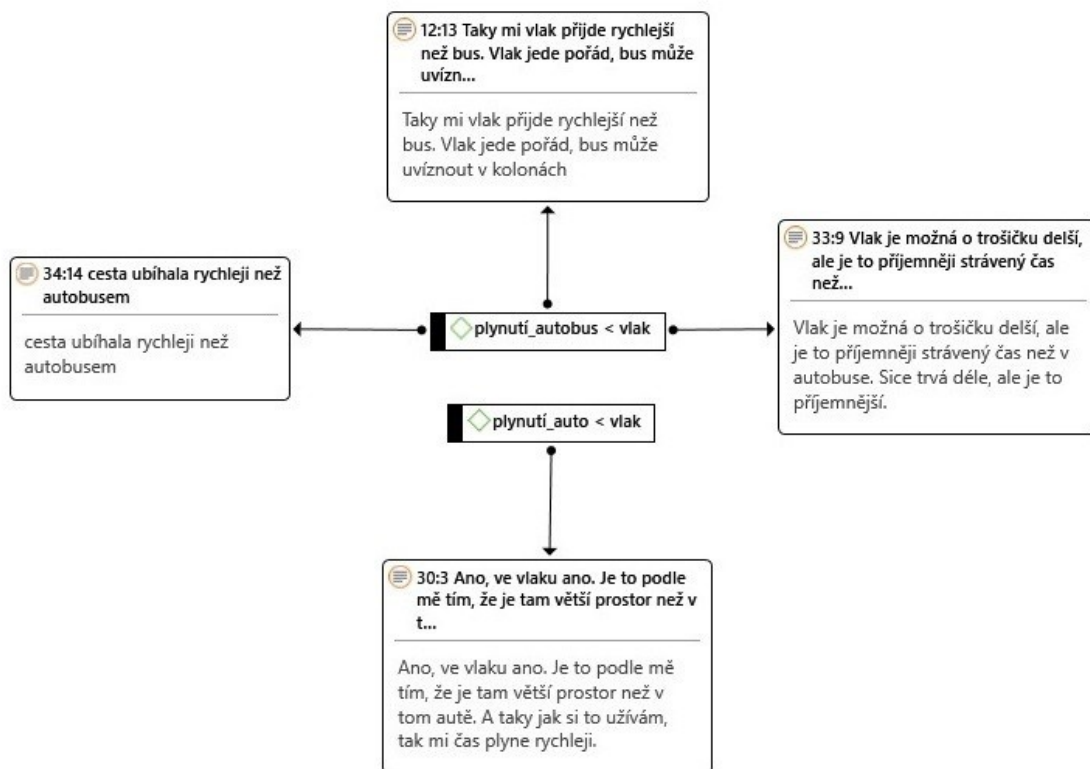 12:13 Taky mi vlak přijde rychlejší
než bus. Vlak jede pořád, bus může
uvízn...
Taky mi vlak přijde rychlejší než
bus. Vlak jede pořád, bus může
uvíznout v kolonách
34:14 cesta ubíhala rychleji než
autobusem
cesta ubíhala rychleji než
autobusem
plynutí_autobus < vlak
33:9 Vlak je možná o trošičku delší,
ale je to příjemněji strávený čas
než...
Vlak je možná o trošičku delší, ale
je to příjemněji strávený čas než v
autobuse. Sice trvá déle, ale je to
příjemnější.
plynutí_auto < vlak
30:3 Ano, ve vlaku ano. Je to podle
mě tím, že je tam větší prostor než v
t...
Ano, ve vlaku ano. Je to podle mě
tím, že je tam větší prostor než v
tom autě. A taky jak si to užívám,
tak mi čas plyne rychleji.